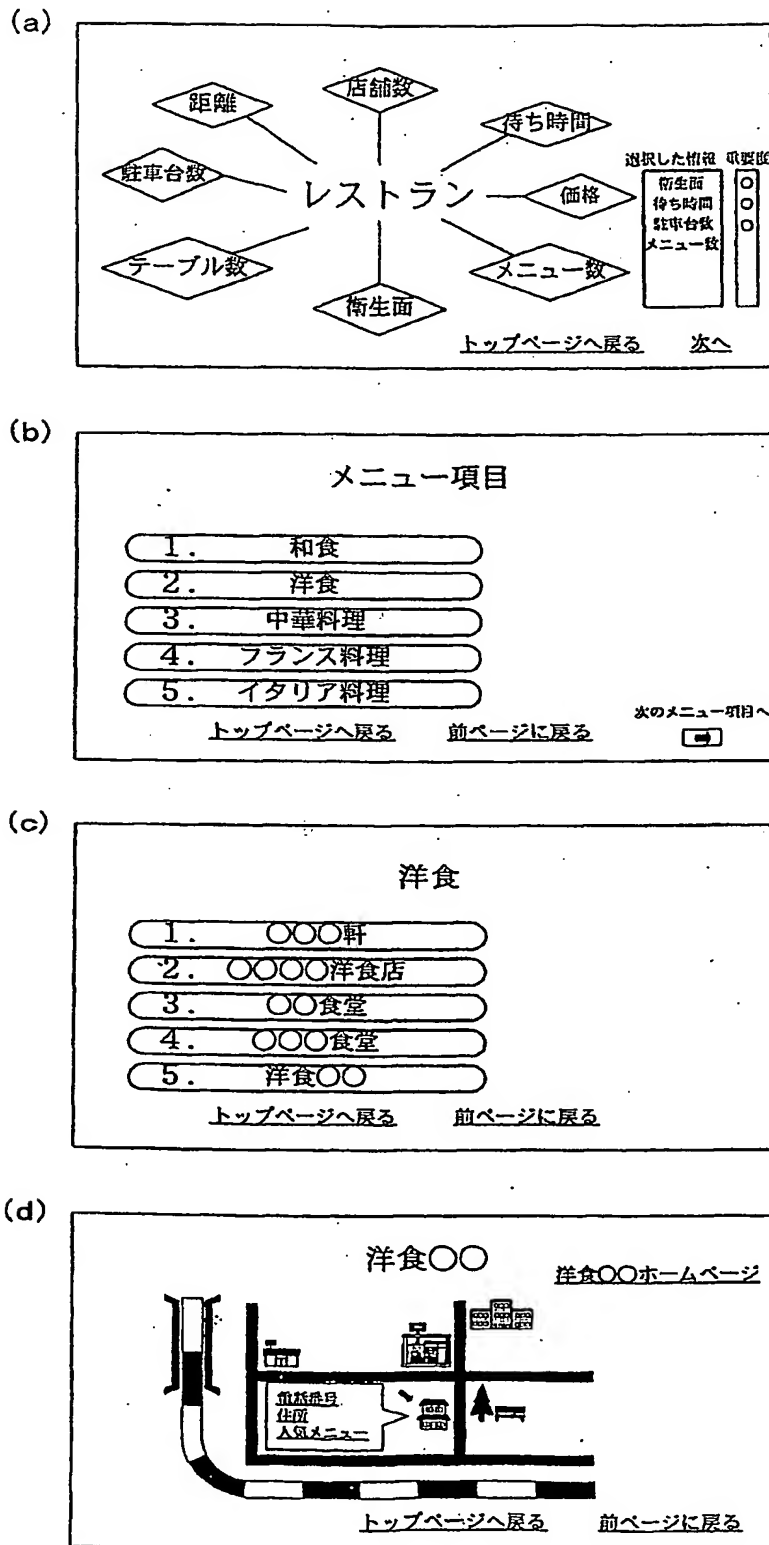 (a)
店舗数
距離
待ち時間
選択した情報 重要度
駐車台数
レストラン
価格
衛生面 ○
待ち時間 ○
駐車台数 ○
メニュー数
テーブル数
メニュー数
衛生面
トップページへ戻る 次へ
(b)
メニュー項目
1. 和食
2. 洋食
3. 中華料理
4. フランス料理
5. イタリア料理
次のメニュー項目へ
トップページへ戻る 前ページに戻る
(c)
洋食
1. ○○○軒
2. ○○○○洋食店
3. ○○食堂
4. ○○○食堂
5. 洋食○○
トップページへ戻る 前ページに戻る
(d)
洋食○○
洋食○○ホームページ
電話番号
住所
人気メニュー
トップページへ戻る 前ページに戻る